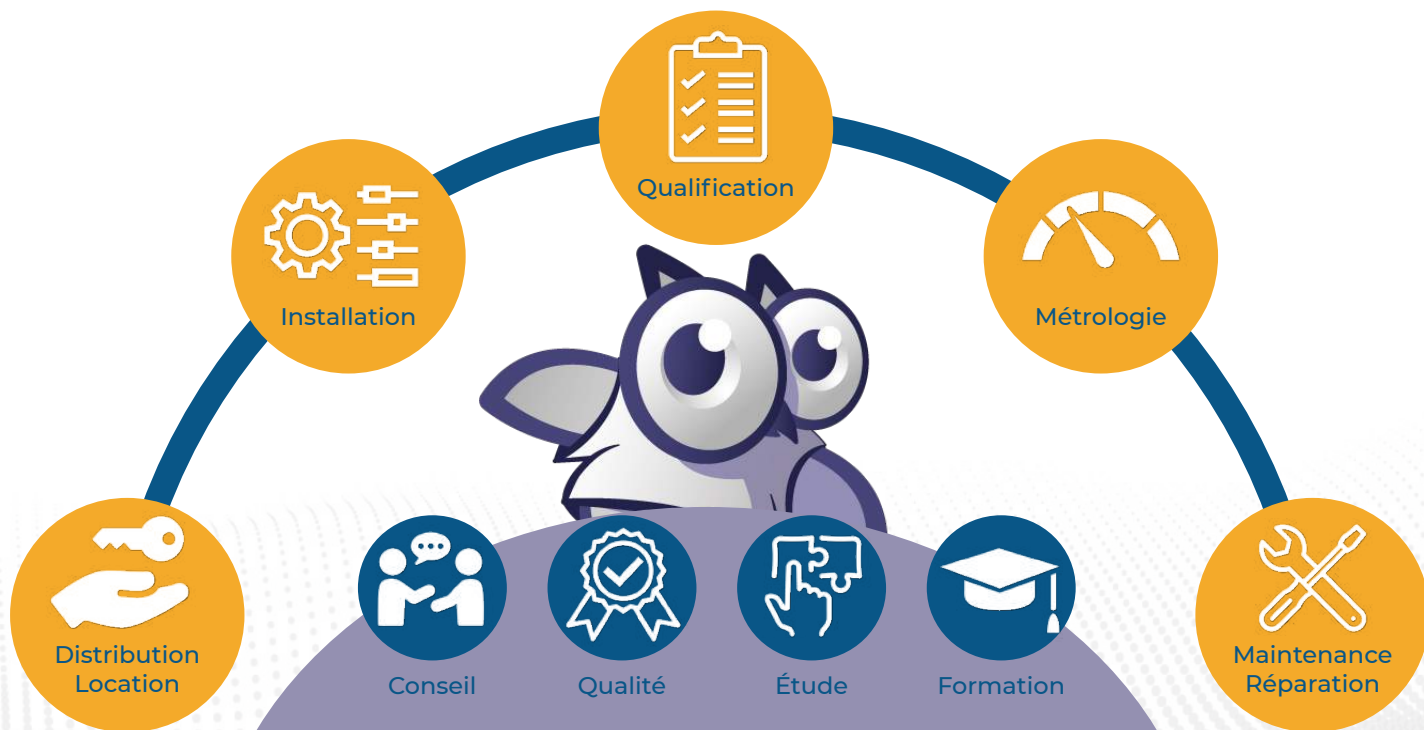 Qualification
Installation
Métrologie
Distribution
Location
Conseil
Qualité
Étude
Formation
Maintenance
Réparation